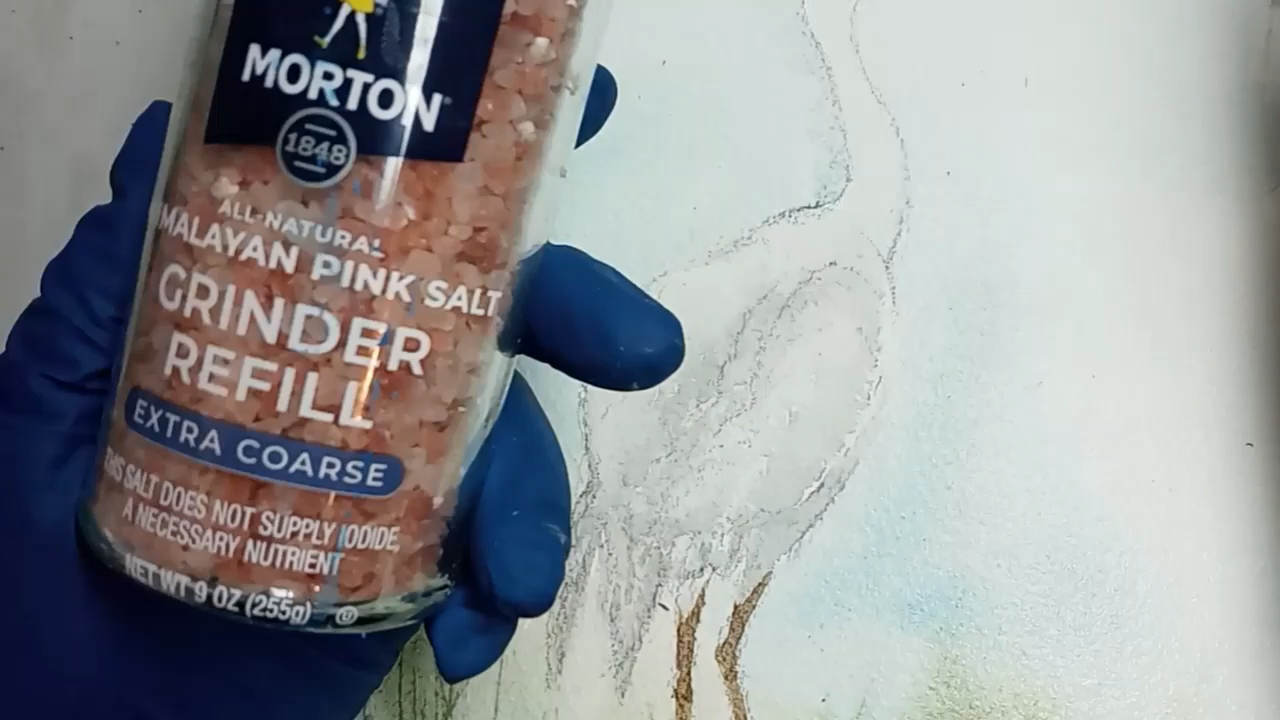 MORTON
1848
ALL-NATURAL
MALAYAN PINK SALT
GRINDER
REFILL
EXTRA COARSE
THIS SALT DOES NOT SUPPLY IODIDE,
A NECESSARY NUTRIENT
NET WT 9 OZ (255g) U